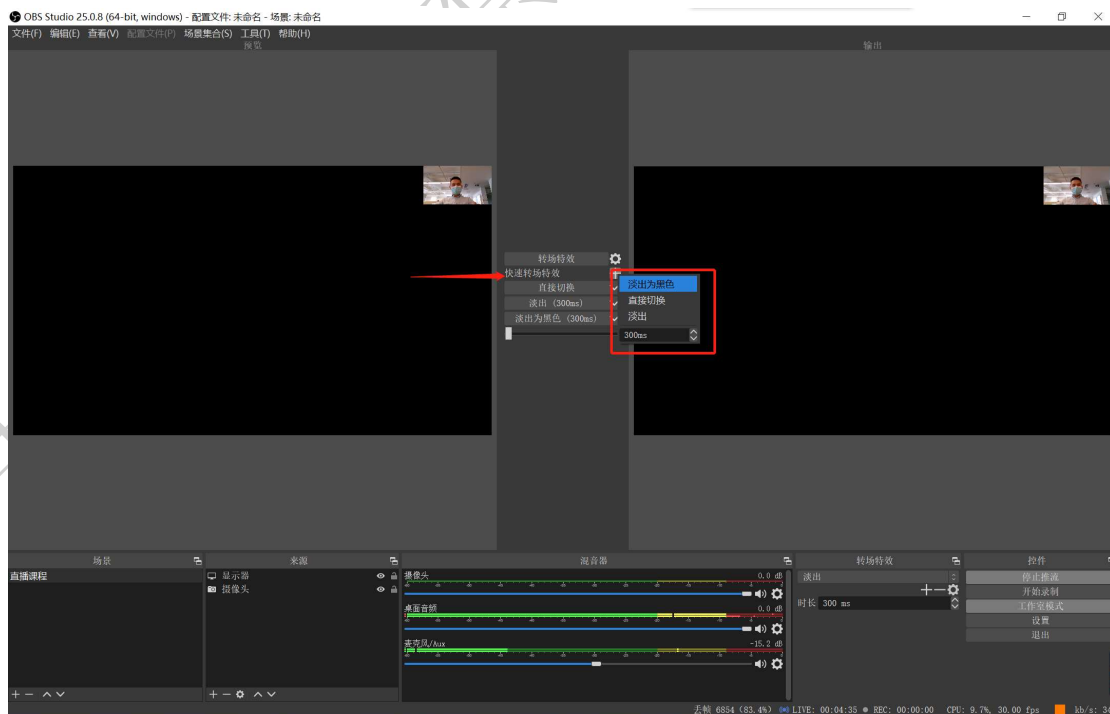 OBS Studio 25.0.8 (64-bit, windows) - 配置文件: 未命名 - 场景: 未命名
文件(F) 编辑(E) 查看(V) 配置文件(P) 场景集合(S) 工具(T) 帮助(H)
预览 输出
转场特效
快速转场特效
直接切换
淡出 (300ms)
淡出为黑色 (300ms)
淡出为黑色
直接切换
淡出
300ms
场景
直播课程
来源
显示器
摄像头
混音器
摄像头 0.0 dB
桌面音频 0.0 dB
麦克风/Aux -15.2 dB
转场特效
淡出
时长 300 ms
控件
停止推流
开始录制
工作室模式
设置
退出
丢帧 6854 (83.4%) LIVE: 00:04:35 REC: 00:00:00 CPU: 9.7%, 30.00 fps kb/s: